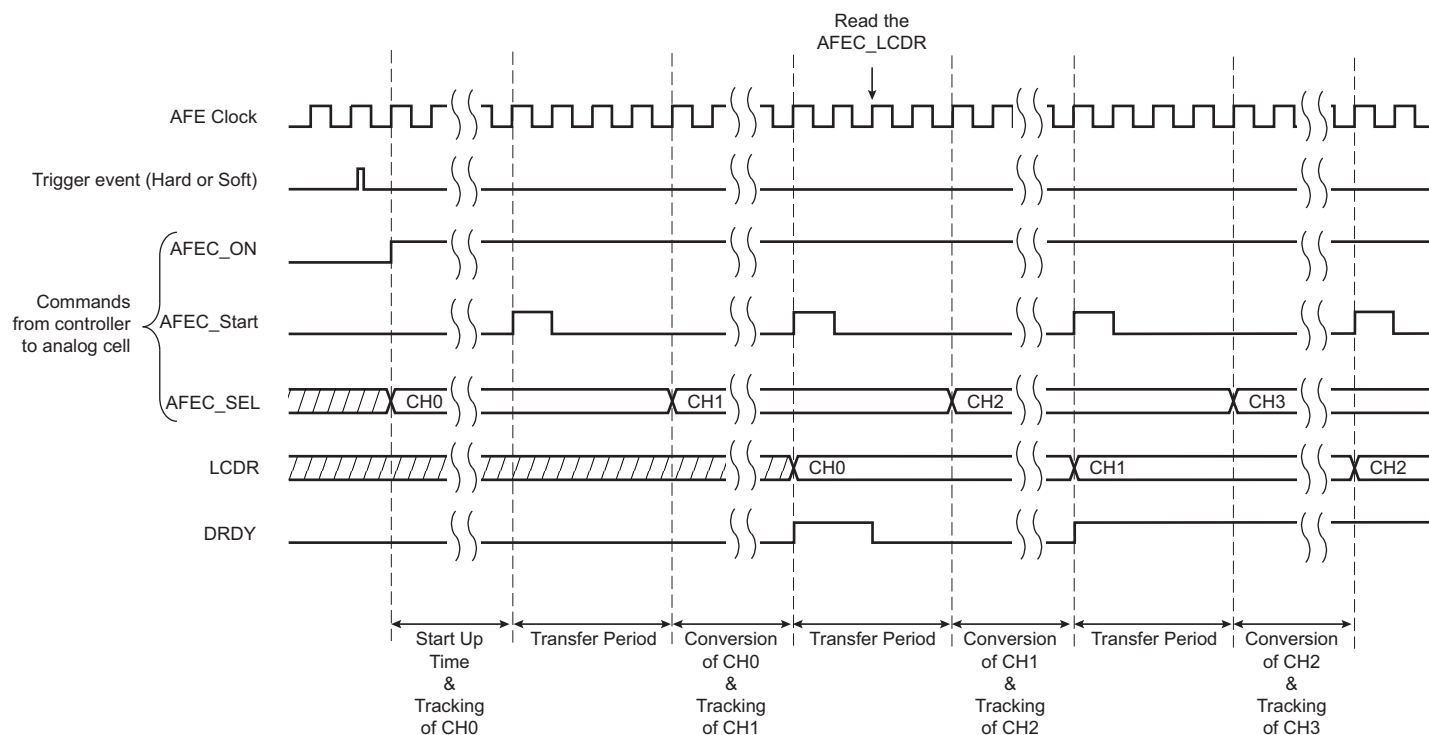 Read the
AFEC_LCDR
AFE Clock
Trigger event (Hard or Soft)
AFEC_ON
Commands
from controller
to analog cell
AFEC_Start
AFEC_SEL
CH0
CH1
CH2
CH3
LCDR
CH0
CH1
CH2
DRDY
Start Up
Time
&
Tracking
of CH0
Transfer Period
Conversion
of CH0
&
Tracking
of CH1
Transfer Period
Conversion
of CH1
&
Tracking
of CH2
Transfer Period
Conversion
of CH2
&
Tracking
of CH3